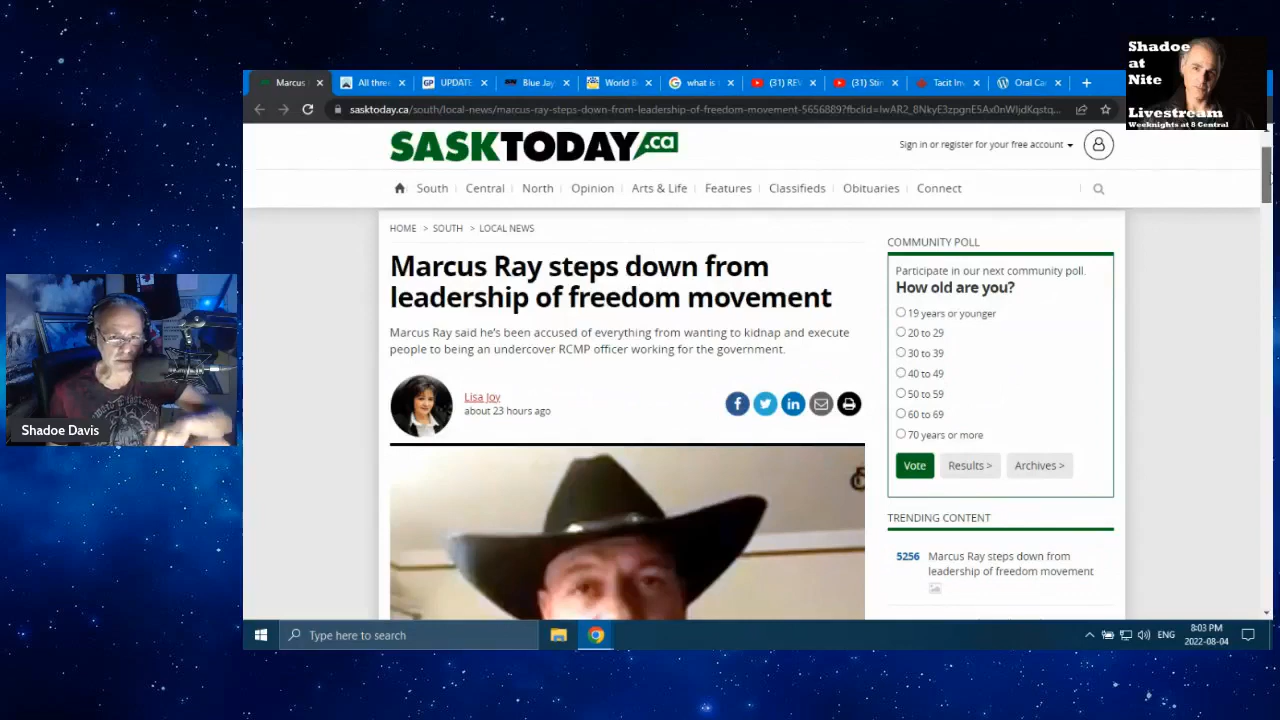 Shadoe
at
Nite
Livestream
Weeknights at 8 Central
Marcus
All thre
UPDATE
Blue Jay
World B
what is
(31) REV
(31) Sti
Tacit Inv
Oral Ca
sasktoday.ca/south/local-news/marcus-ray-steps-down-from-leadership-of-freedom-movement-5656889?fbclid=
SASKTODAY.ca
Sign in or register for your free account
South
Central
North
Opinion
Arts & Life
Features
Classifieds
Obituaries
Connect
HOME > SOUTH > LOCAL NEWS
Marcus Ray steps down from
leadership of freedom movement
Marcus Ray said he's been accused of everything from wanting to kidnap and execute
people to being an undercover RCMP officer working for the government.
Lisa Joy
about 23 hours ago
COMMUNITY POLL
Participate in our next community poll.
How old are you?
19 years or younger
20 to 29
30 to 39
40 to 49
50 to 59
60 to 69
70 years or more
Vote
Results >
Archives >
TRENDING CONTENT
5256 Marcus Ray steps down from
leadership of freedom movement
Shadoe Davis
Type here to search
ENG
8:03 PM
2022-08-04